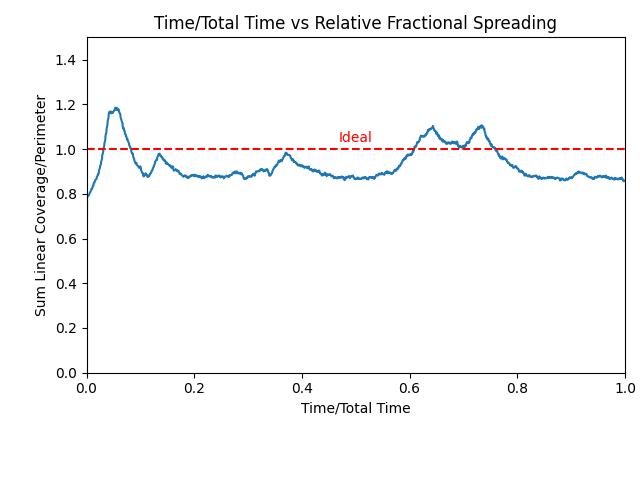 Time/Total Time vs Relative Fractional Spreading
Sum Linear Coverage/Perimeter
1.4
1.2
1.0
0.8
0.6
0.4
0.2
0.0
Ideal
0.0 0.2 0.4 0.6 0.8 1.0
Time/Total Time